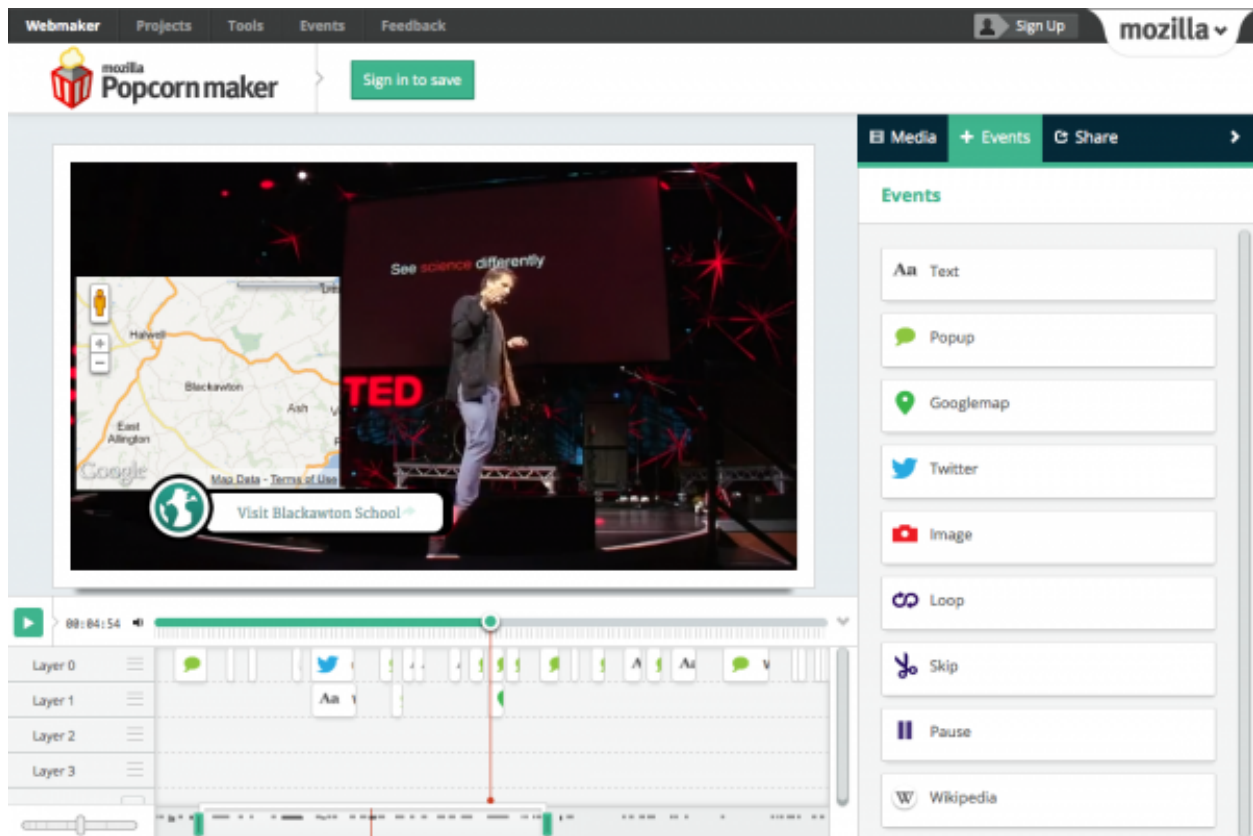 Webmaker Projects Tools Events Feedback Sign Up mozilla
mozilla
Popcorn maker
Sign in to save
Media + Events Share
Events
See science differently
Halwell
Blackawton
Ash
East
Allington
TED
Google
Map Data - Terms of Use
Visit Blackawton School
00:04:54
Layer 0
Layer 1
Aa
Layer 2
Layer 3
Aa Text
Popup
Googlemap
Twitter
Image
Loop
Skip
Pause
W Wikipedia